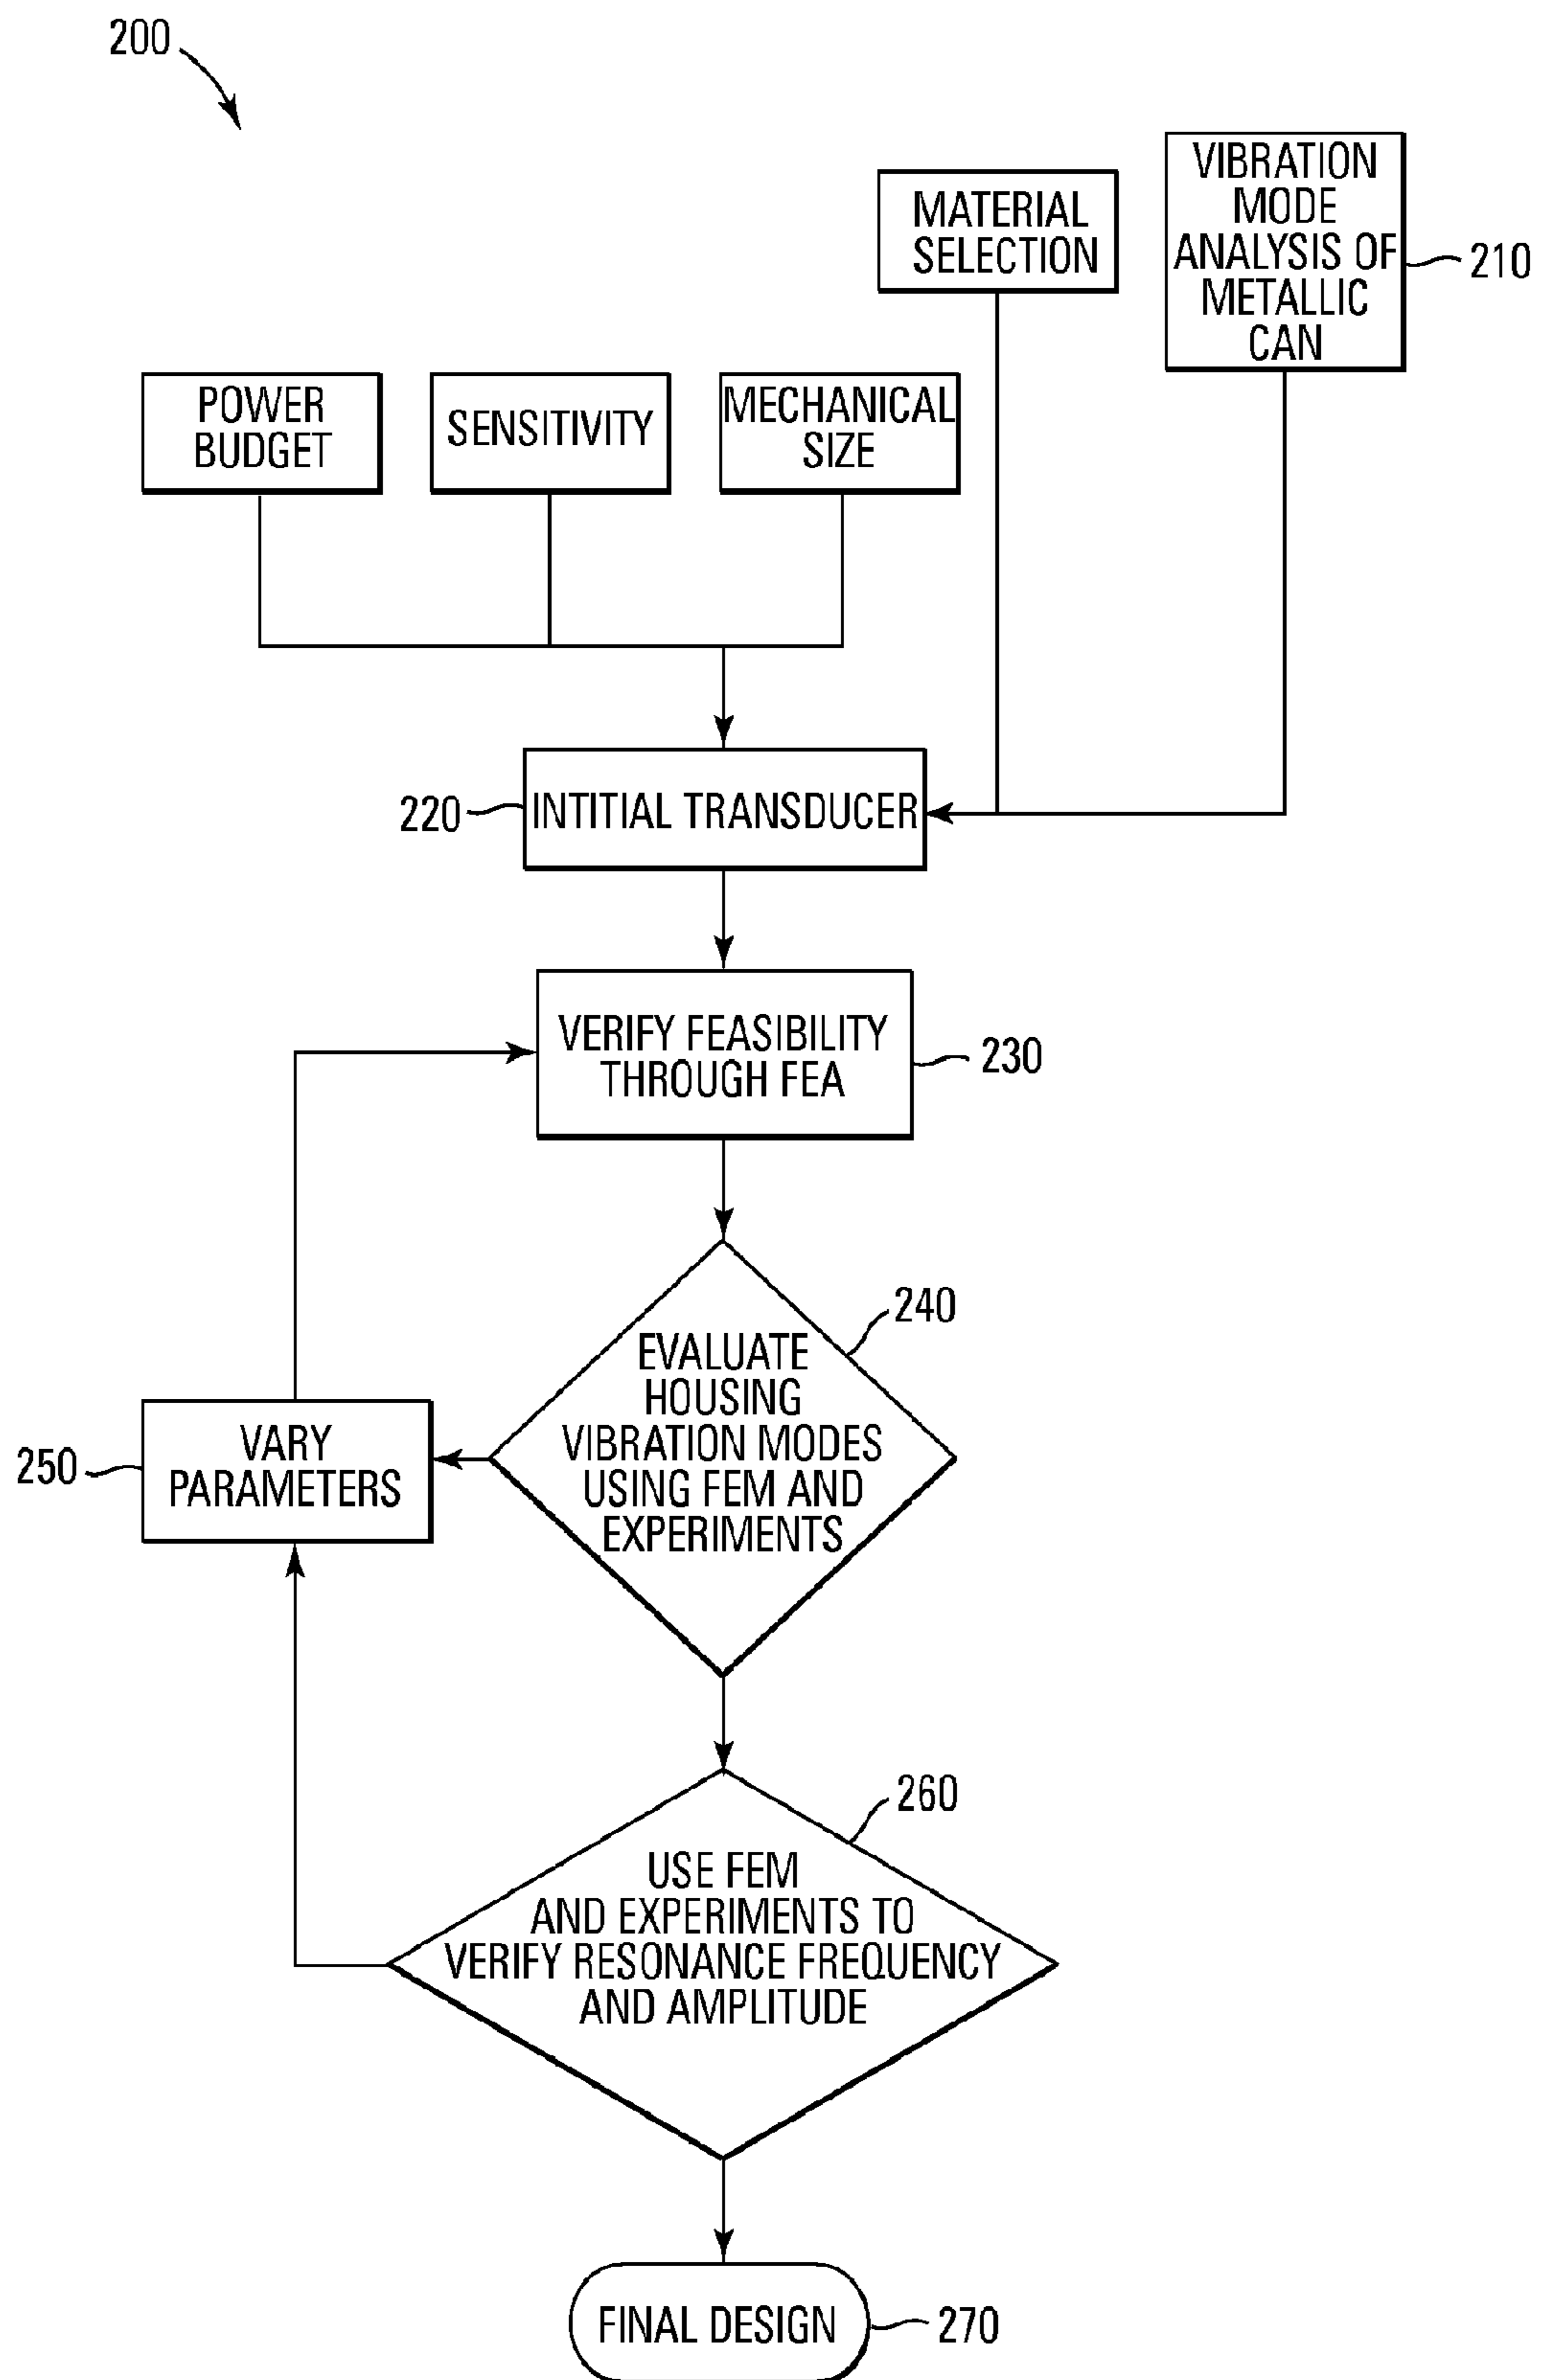 200
VIBRATION
MODE
ANALYSIS OF
METALLIC
CAN
210
MATERIAL
SELECTION
POWER
BUDGET
SENSITIVITY
MECHANICAL
SIZE
220
INTITIAL TRANSDUCER
VERIFY FEASIBILITY
THROUGH FEA
230
240
EVALUATE
HOUSING
VIBRATION MODES
USING FEM AND
EXPERIMENTS
250
VARY
PARAMETERS
260
USE FEM
AND EXPERIMENTS TO
VERIFY RESONANCE FREQUENCY
AND AMPLITUDE
FINAL DESIGN
270